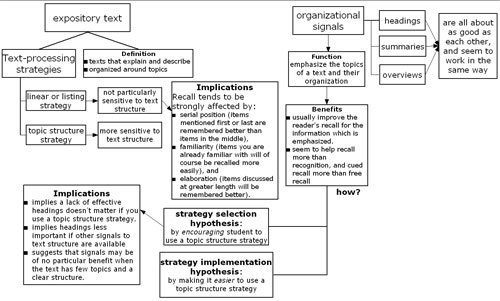 expository text
Definition
• texts that explain and describe
• organized around topics
Text-processing
strategies
linear or listing
strategy
not particularly
sensitive to text
structure
topic structure
strategy
more sensitive to
text structure
Implications
Recall tends to be
strongly affected by:
• serial position (items
mentioned first or last
are remembered better
than items in the middle),
• familiarity (items you are
already familiar with will of
course be recalled more
easily), and
• elaboration (items discussed
at greater length will be
remembered better).
organizational
signals
headings
summaries
overviews
are all about
as good as
each other,
and seem to
work in the
same way
Function
emphasize the topics
of a text and their
organization
Benefits
• usually improve the
reader's recall for the
information which is
emphasized.
• seem to help recall
more than
recognition, and cued
recall more than free
recall
how?
strategy selection
hypothesis:
by encouraging student to
use a topic structure strategy
strategy implementation
hypothesis:
by making it easier to use a
topic structure strategy
Implications
• implies a lack of effective
headings doesn't matter if you
use a topic structure strategy.
• implies headings less
important if other signals to
text structure are available
• suggests that signals may be
of no particular benefit when
the text has few topics and
a clear structure.